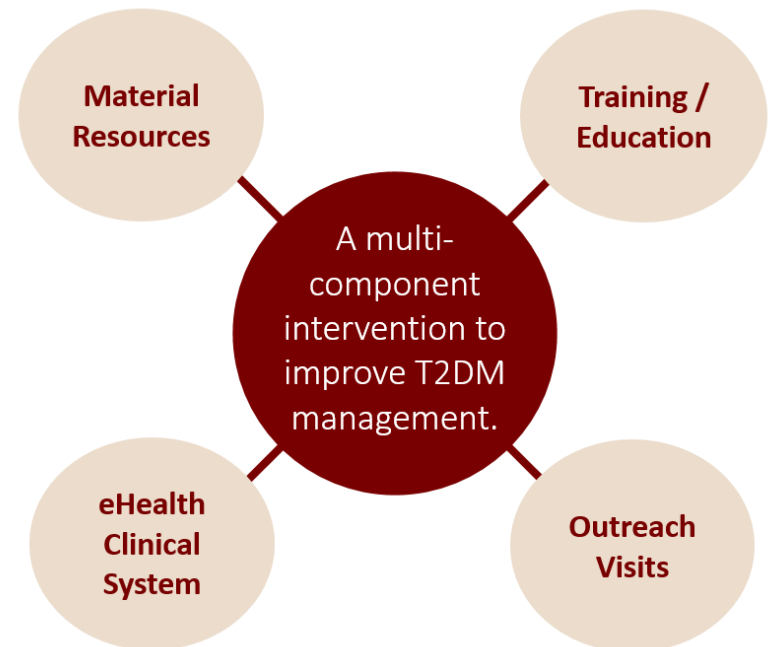 Material
Resources
Training /
Education
A multi-
component
intervention to
improve T2DM
management.
eHealth
Clinical
System
Outreach
Visits